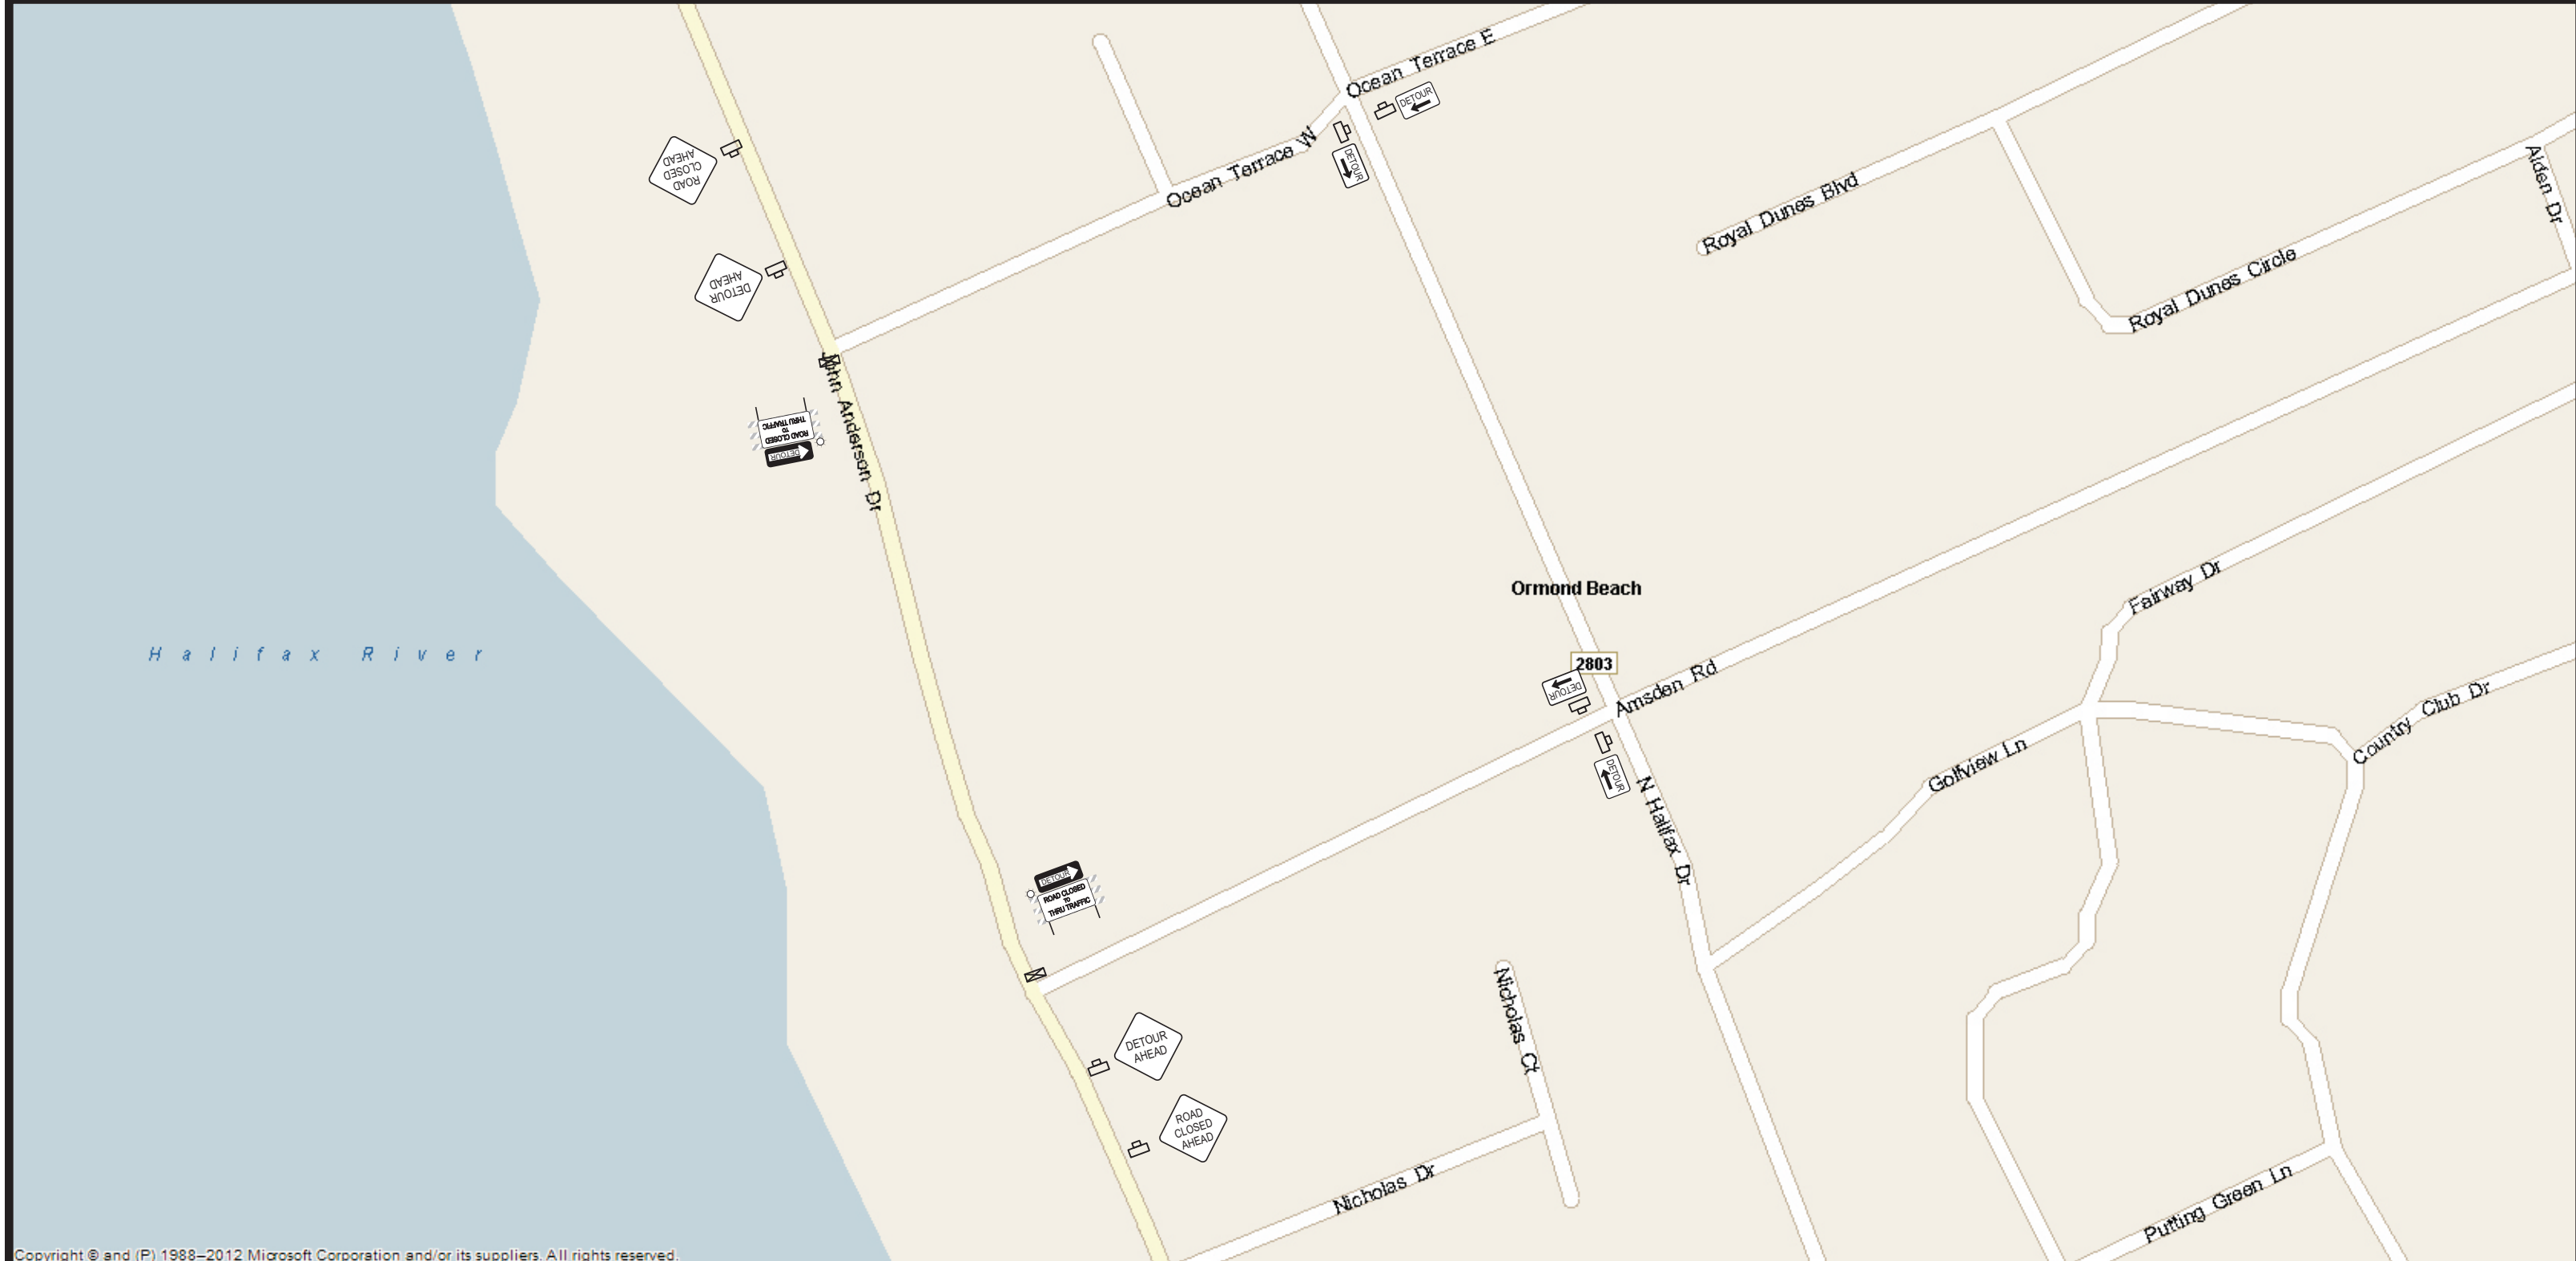 Ocean Terrace E
DETOUR
DETOUR
Ocean Terrace W
ROAD
CLOSED
AHEAD
DETOUR
AHEAD
Royal Dunes Blvd
Alden Dr
Royal Dunes Circle
John Anderson Dr
ROAD CLOSED
TO
THRU TRAFFIC
DETOUR
Ormond Beach
Fairway Dr
Halifax River
2803
DETOUR
Amsden Rd
DETOUR
N Halifax Dr
Golfview Ln
Country Club Dr
DETOUR
ROAD CLOSED
TO
THRU TRAFFIC
Nicholas Ct
DETOUR
AHEAD
ROAD
CLOSED
AHEAD
Nicholas Dr
Putting Green Ln
Copyright © and (P) 1988–2012 Microsoft Corporation and/or its suppliers. All rights reserved.